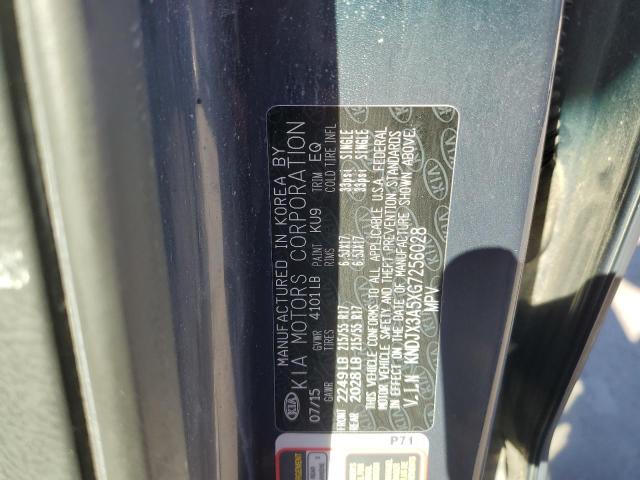 MANUFACTURED IN KOREA BY
KIA MOTORS CORPORATION
07/15 GVWR 4101LB PAINT KU9 TRIM EQ
GAWR TIRES RIMS COLD TIRE INFL
FRONT 2249LB 215/55 R17 6.5JX17 33psi SINGLE
REAR 2028LB 215/55 R17 6.5JX17 33psi SINGLE
THIS VEHICLE CONFORMS TO ALL APPLICABLE U.S.A. FEDERAL
MOTOR VEHICLE SAFETY AND THEFT PREVENTION STANDARDS
IN EFFECT ON THE DATE OF MANUFACTURE SHOWN ABOVE.
V.I.N KNDJX3A5XG7256028
MPV
KIA
P71